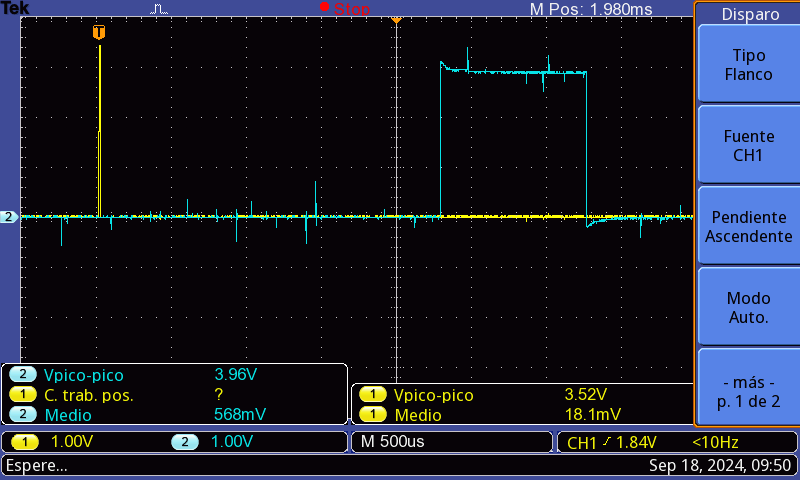 Tek
Stop
M Pos: 1.980ms
Disparo
Tipo
Flanco
Fuente
CH1
Pendiente
Ascendente
Modo
Auto.
- más -
p. 1 de 2
T
2
2 Vpico-pico 3.96V
1 C. trab. pos. ?
2 Medio 568mV
1 Vpico-pico 3.52V
1 Medio 18.1mV
1 1.00V 2 1.00V
M 500us
CH1 1.84V <10Hz
Espere...
Sep 18, 2024, 09:50